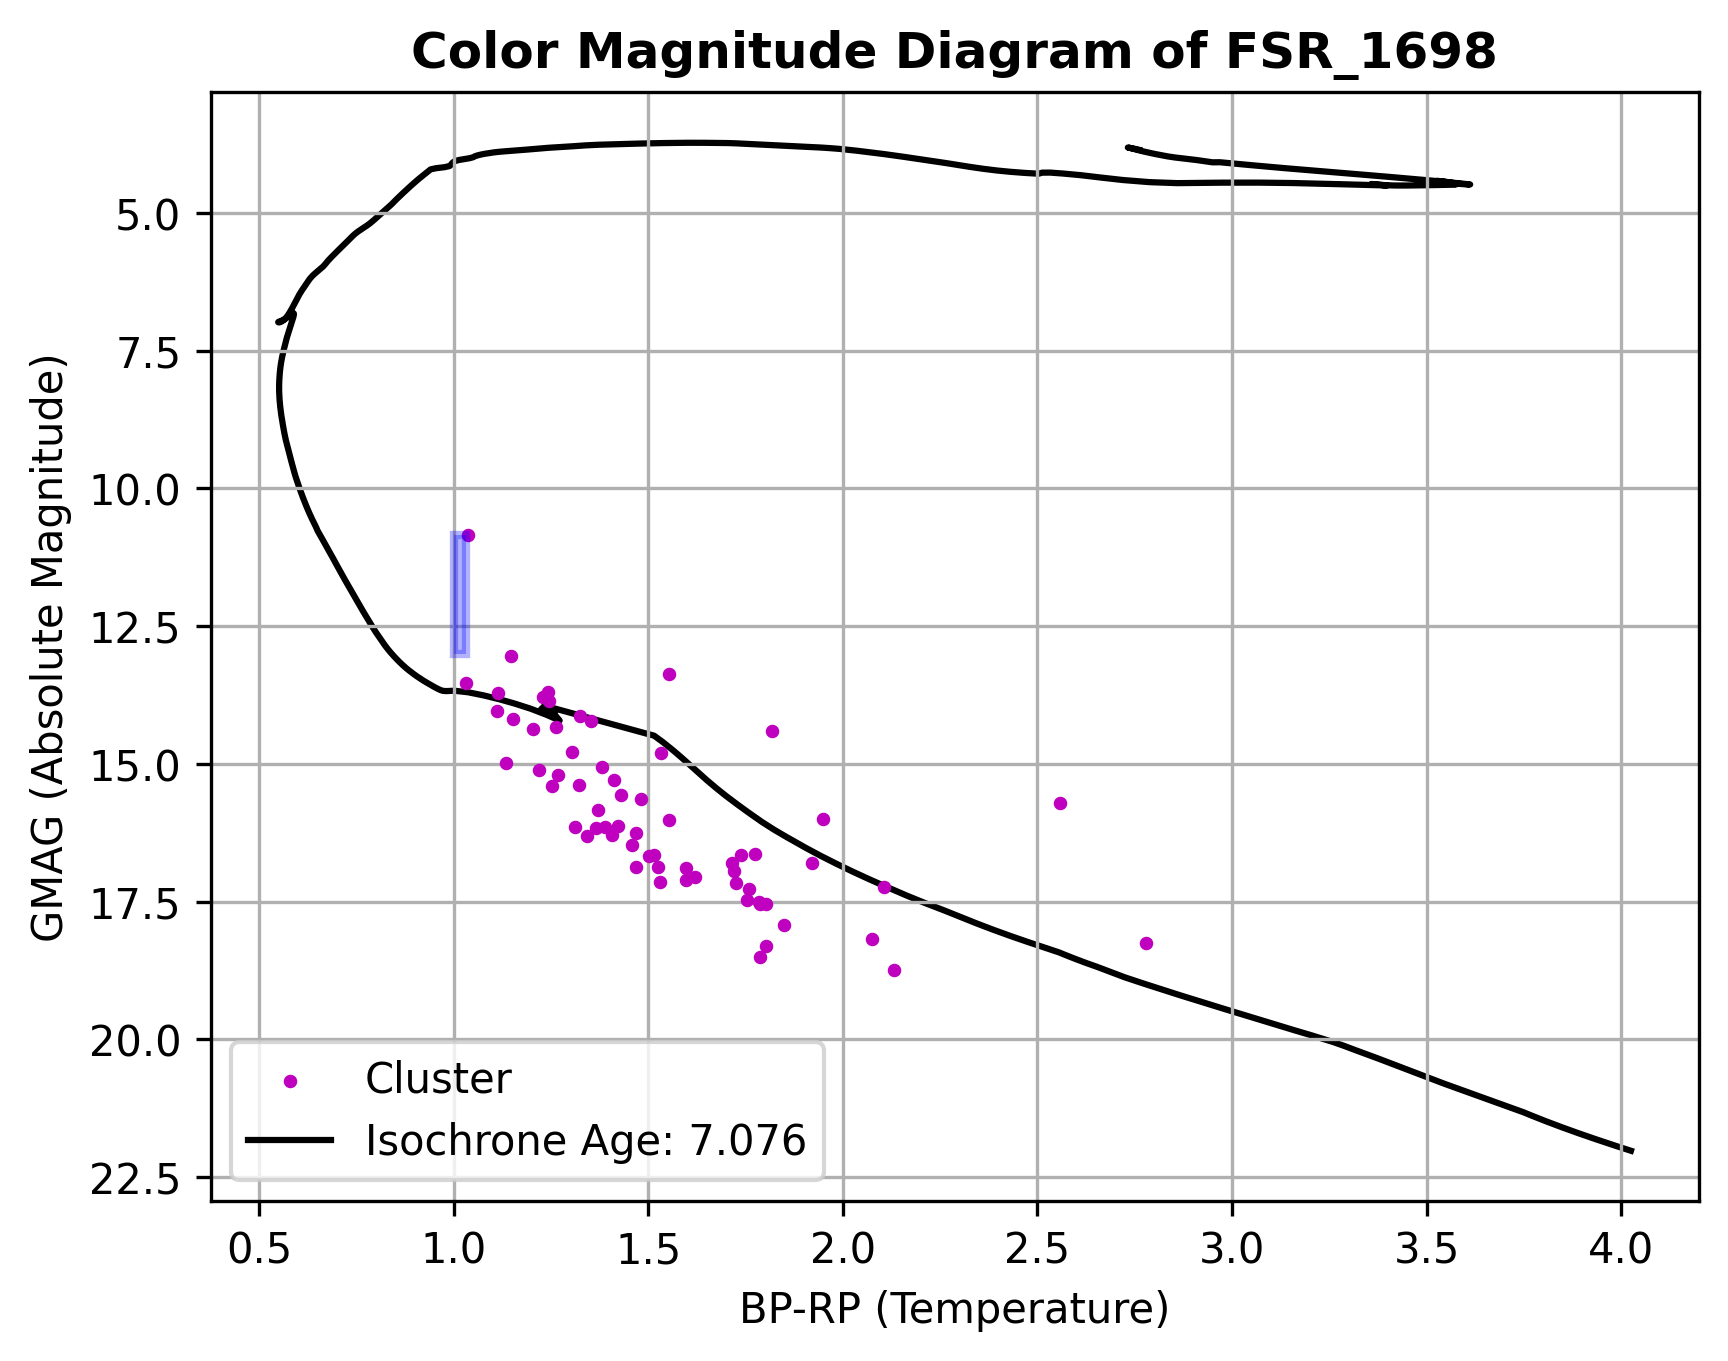 Color Magnitude Diagram of FSR_1698
GMAG (Absolute Magnitude)
5.0
7.5
10.0
12.5
15.0
17.5
20.0
22.5
Cluster
Isochrone Age: 7.076
0.5 1.0 1.5 2.0 2.5 3.0 3.5 4.0
BP-RP (Temperature)